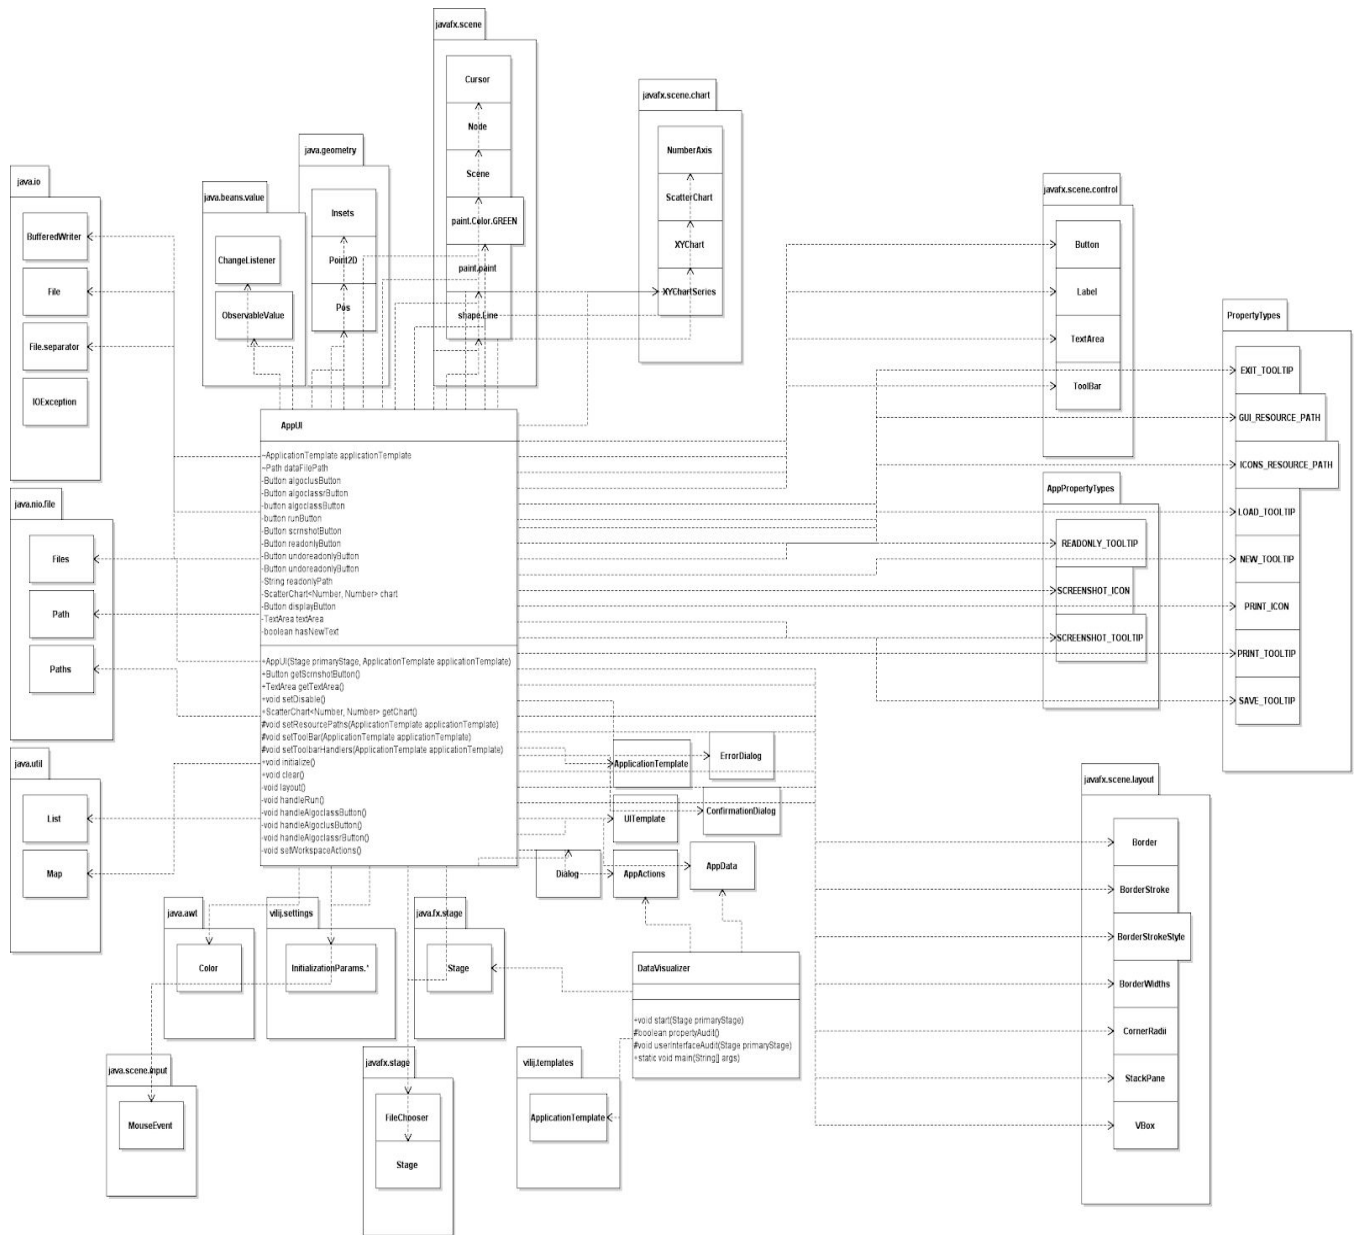 javafx.scene
Cursor
Node
Scene
paint.Color.GREEN
paint.paint
shape.Line
javafx.scene.chart
NumberAxis
ScatterChart
XYChart
XYChartSeries
java.geometry
Insets
Point2D
Pos
java.beans.value
ChangeListener
ObservableValue
java.io
BufferedWriter
File
File.separator
IOException
javafx.scene.control
Button
Label
TextArea
ToolBar
PropertyTypes
EXIT_TOOLTIP
GUI_RESOURCE_PATH
ICONS_RESOURCE_PATH
LOAD_TOOLTIP
NEW_TOOLTIP
PRINT_ICON
PRINT_TOOLTIP
SAVE_TOOLTIP
AppPropertyTypes
READONLY_TOOLTIP
SCREENSHOT_ICON
SCREENSHOT_TOOLTIP
AppUI
~ApplicationTemplate applicationTemplate
~Path dataFilePath
-Button algoclusButton
-Button algoclassrButton
-button algoclassButton
-button runButton
-Button scrnshotButton
-Button readonlyButton
-Button undoreadonlyButton
-Button undoreadonlyButton
-String readonlyPath
-ScatterChart<Number, Number> chart
-Button displayButton
-TextArea textArea
-boolean hasNewText
+AppUI(Stage primaryStage, ApplicationTemplate applicationTemplate)
+Button getScrnshotButton()
+TextArea getTextArea()
+void setDisable()
+ScatterChart<Number, Number> getChart()
#void setResourcePaths(ApplicationTemplate applicationTemplate)
#void setToolBar(ApplicationTemplate applicationTemplate)
#void setToolbarHandlers(ApplicationTemplate applicationTemplate)
+void initialize()
+void clear()
-void layout()
-void handleRun()
-void handleAlgoclassButton()
-void handleAlgoclusButton()
-void handleAlgoclassrButton()
-void setWorkspaceActions()
java.nio.file
Files
Path
Paths
java.util
List
Map
ApplicationTemplate
ErrorDialog
UITemplate
ConfirmationDialog
Dialog
AppActions
AppData
javafx.scene.layout
Border
BorderStroke
BorderStrokeStyle
BorderWidths
CornerRadii
StackPane
VBox
java.awt
Color
vilij.settings
InitializationParams.*
java.fx.stage
Stage
DataVisualizer
+void start(Stage primaryStage)
#boolean propertyAudit()
#void userInterfaceAudit(Stage primaryStage)
+static void main(String[] args)
java.scene.input
MouseEvent
javafx.stage
FileChooser
Stage
vilij.templates
ApplicationTemplate